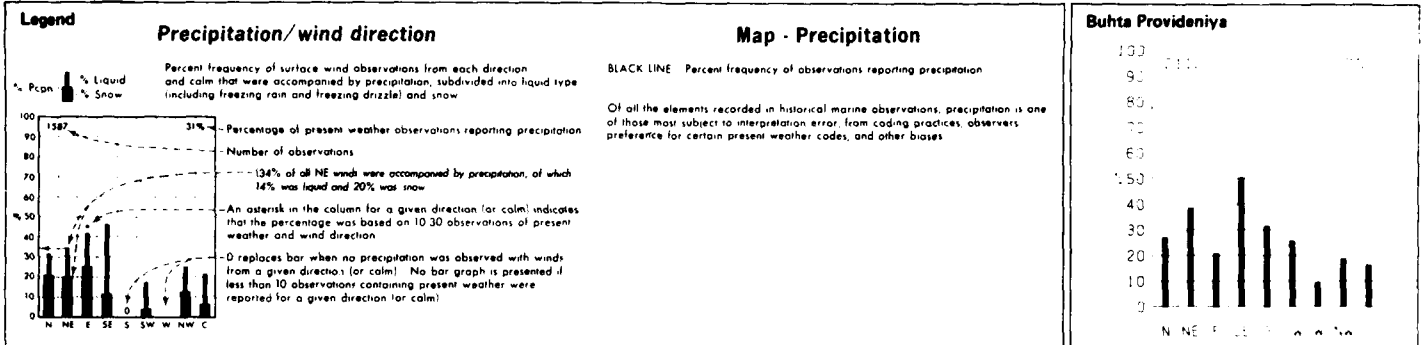 Legend
Precipitation/wind direction
% Pcpn
% Liquid
% Snow
Percent frequency of surface wind observations from each direction
and calm that were accompanied by precipitation, subdivided into liquid type
(including freezing rain and freezing drizzle) and snow
100
90
80
70
60
50
40
30
20
10
0
%
1587
31%
N NE E SE S SW W NW C
0
Percentage of present weather observations reporting precipitation
Number of observations
(34% of all NE winds were accompanied by precipitation, of which
14% was liquid and 20% was snow
An asterisk in the column for a given direction (or calm) indicates
that the percentage was based on 10 30 observations of present
weather and wind direction
0 replaces bar when no precipitation was observed with winds
from a given direction (or calm) No bar graph is presented if
less than 10 observations containing present weather were
reported for a given direction (or calm)
Map - Precipitation
BLACK LINE Percent frequency of observations reporting precipitation
Of all the elements recorded in historical marine observations, precipitation is one
of those most subject to interpretation error, from coding practices, observers
preference for certain present weather codes, and other biases
Buhta Provideniya
100
90
80
70
60
50
40
30
20
10
0
N NE